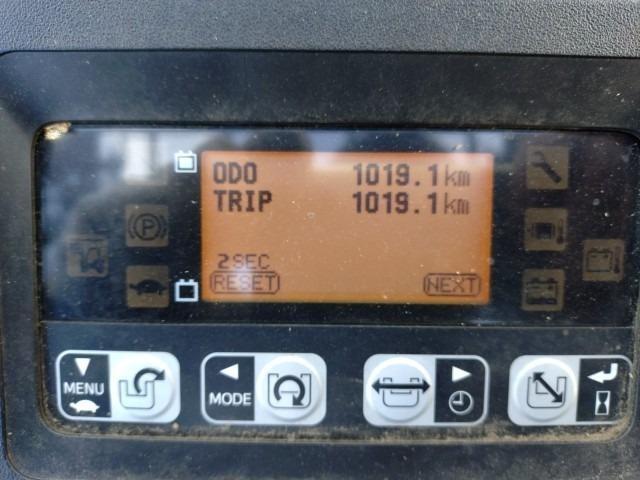 ODO 1019.1km
TRIP 1019.1km
2SEC
RESET NEXT
MENU
MODE